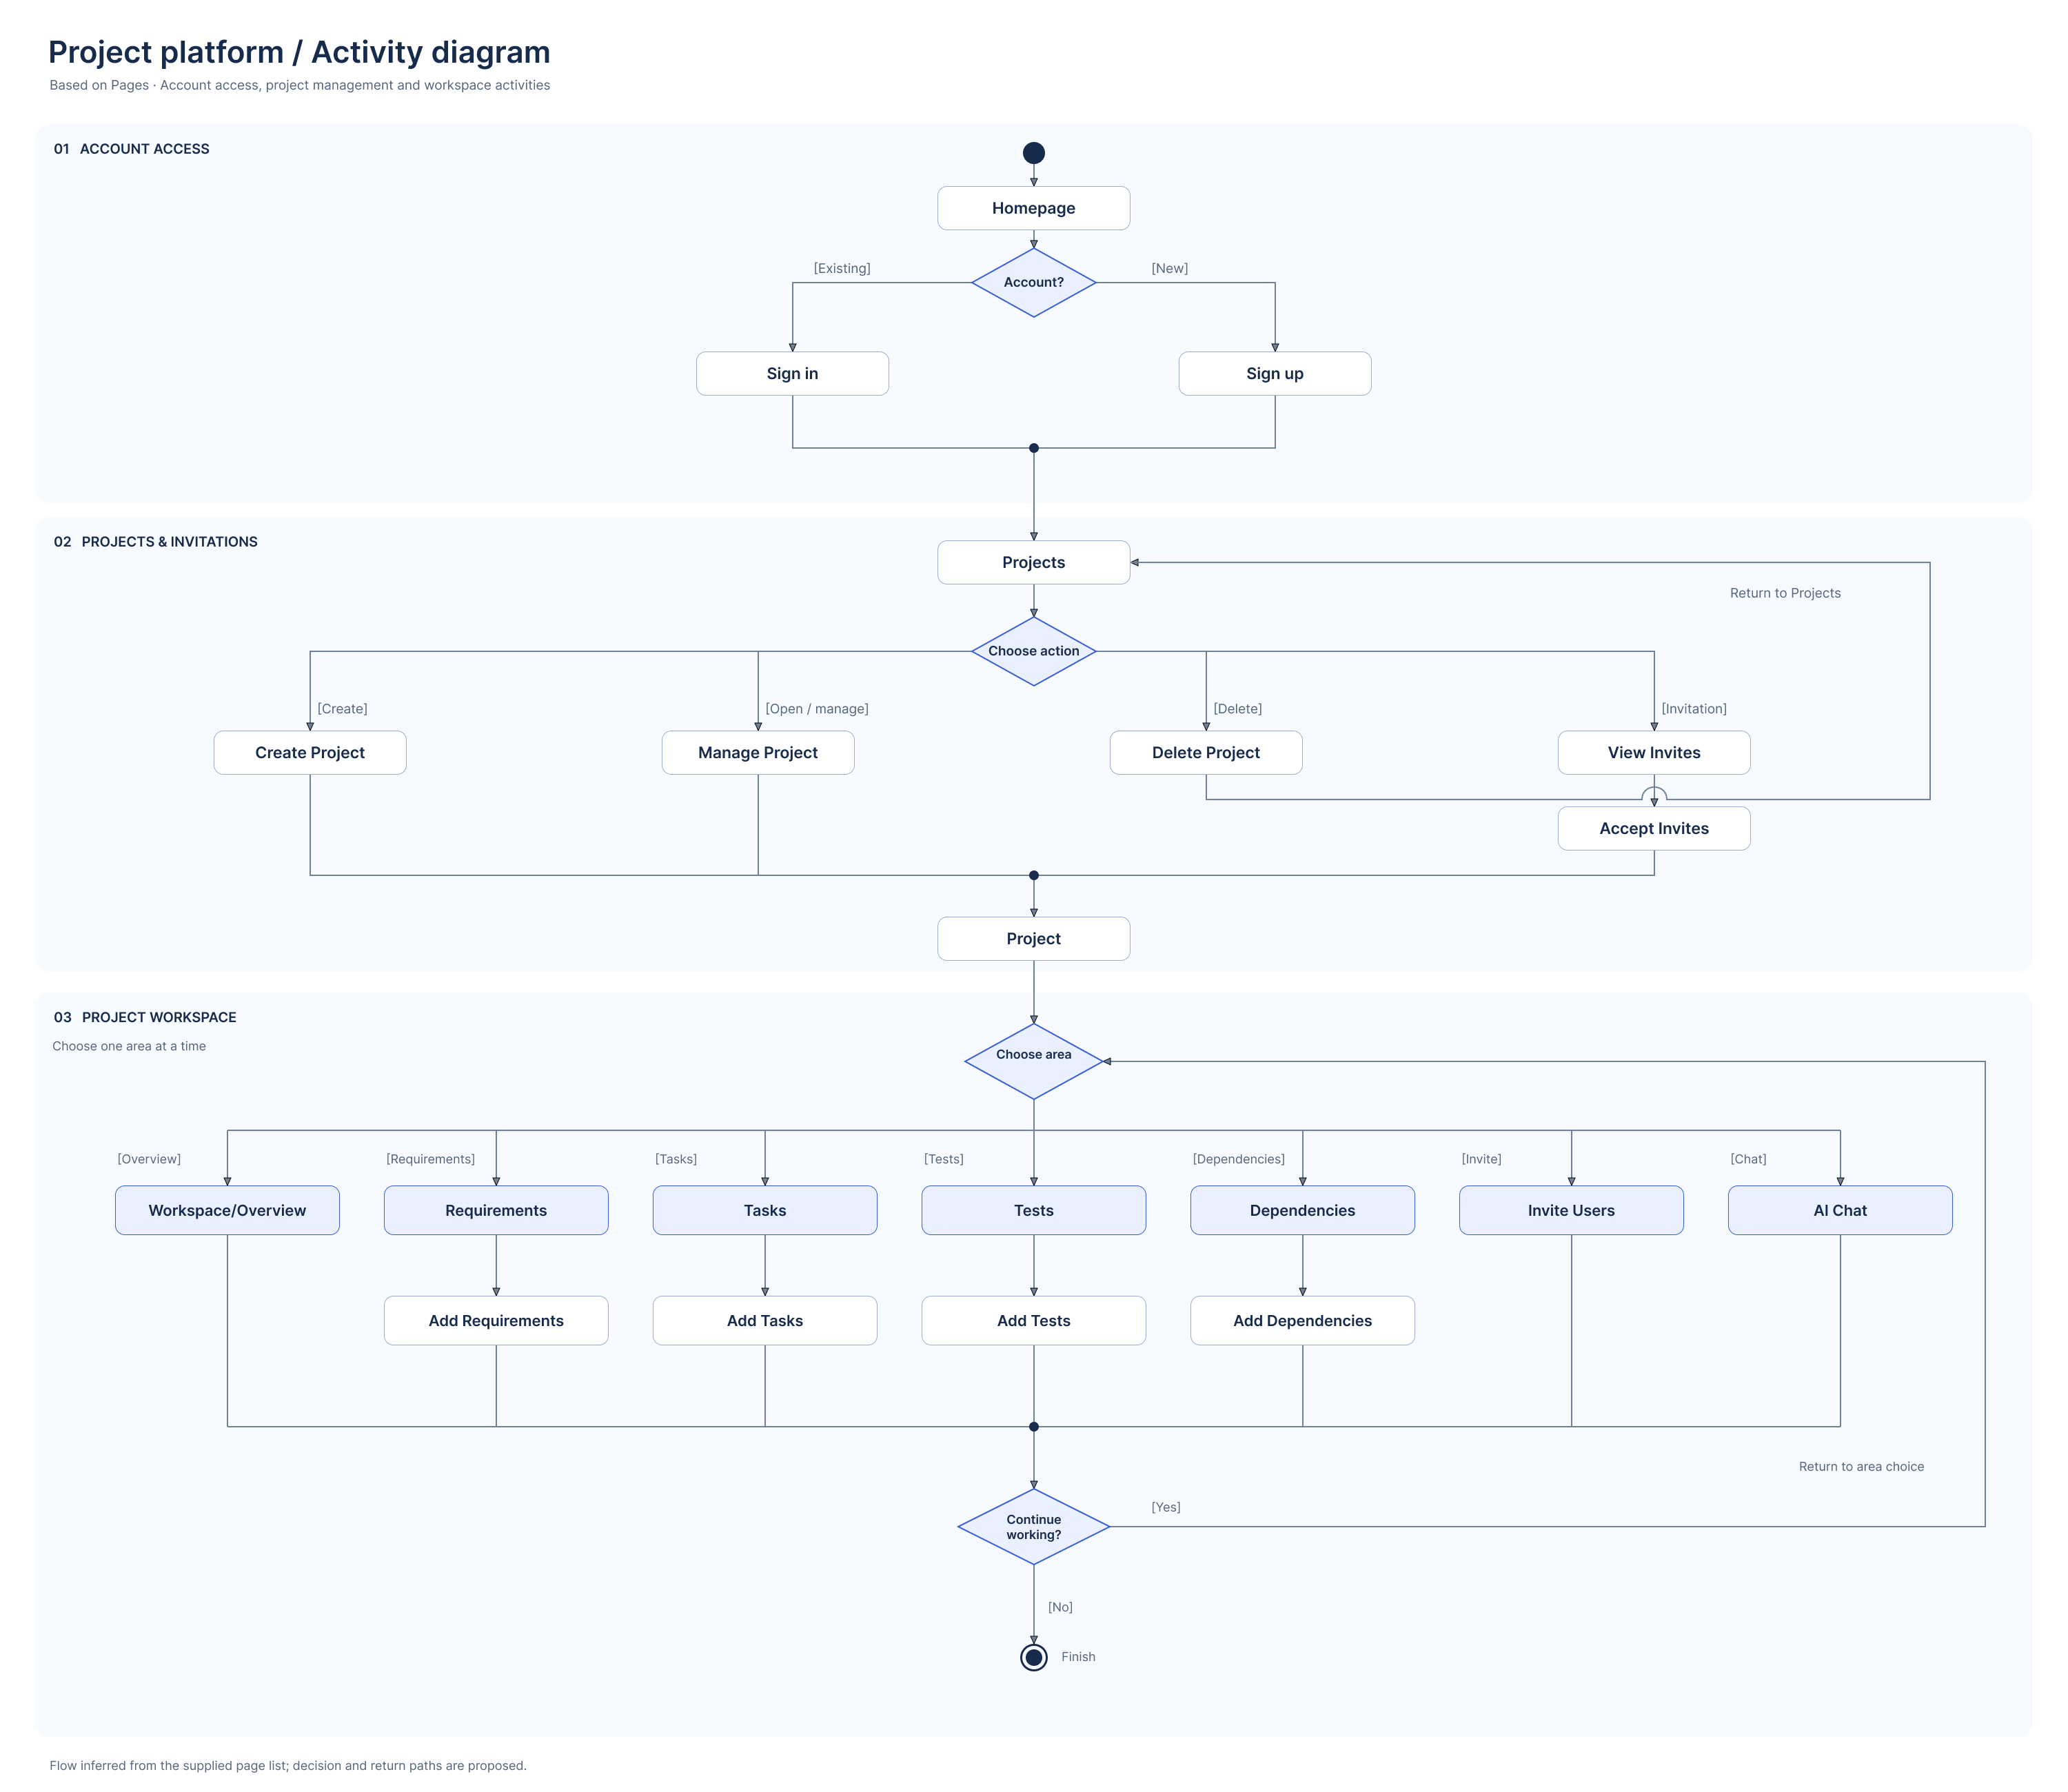 Project platform / Activity diagram
Based on Pages · Account access, project management and workspace activities
01 ACCOUNT ACCESS
Homepage
[Existing]
Account?
[New]
Sign in
Sign up
02 PROJECTS & INVITATIONS
Projects
Return to Projects
Choose action
[Create]
[Open / manage]
[Delete]
[Invitation]
Create Project
Manage Project
Delete Project
View Invites
Accept Invites
Project
03 PROJECT WORKSPACE
Choose one area at a time
Choose area
[Overview]
[Requirements]
[Tasks]
[Tests]
[Dependencies]
[Invite]
[Chat]
Workspace/Overview
Requirements
Tasks
Tests
Dependencies
Invite Users
AI Chat
Add Requirements
Add Tasks
Add Tests
Add Dependencies
Return to area choice
[Yes]
Continue
working?
[No]
Finish
Flow inferred from the supplied page list; decision and return paths are proposed.